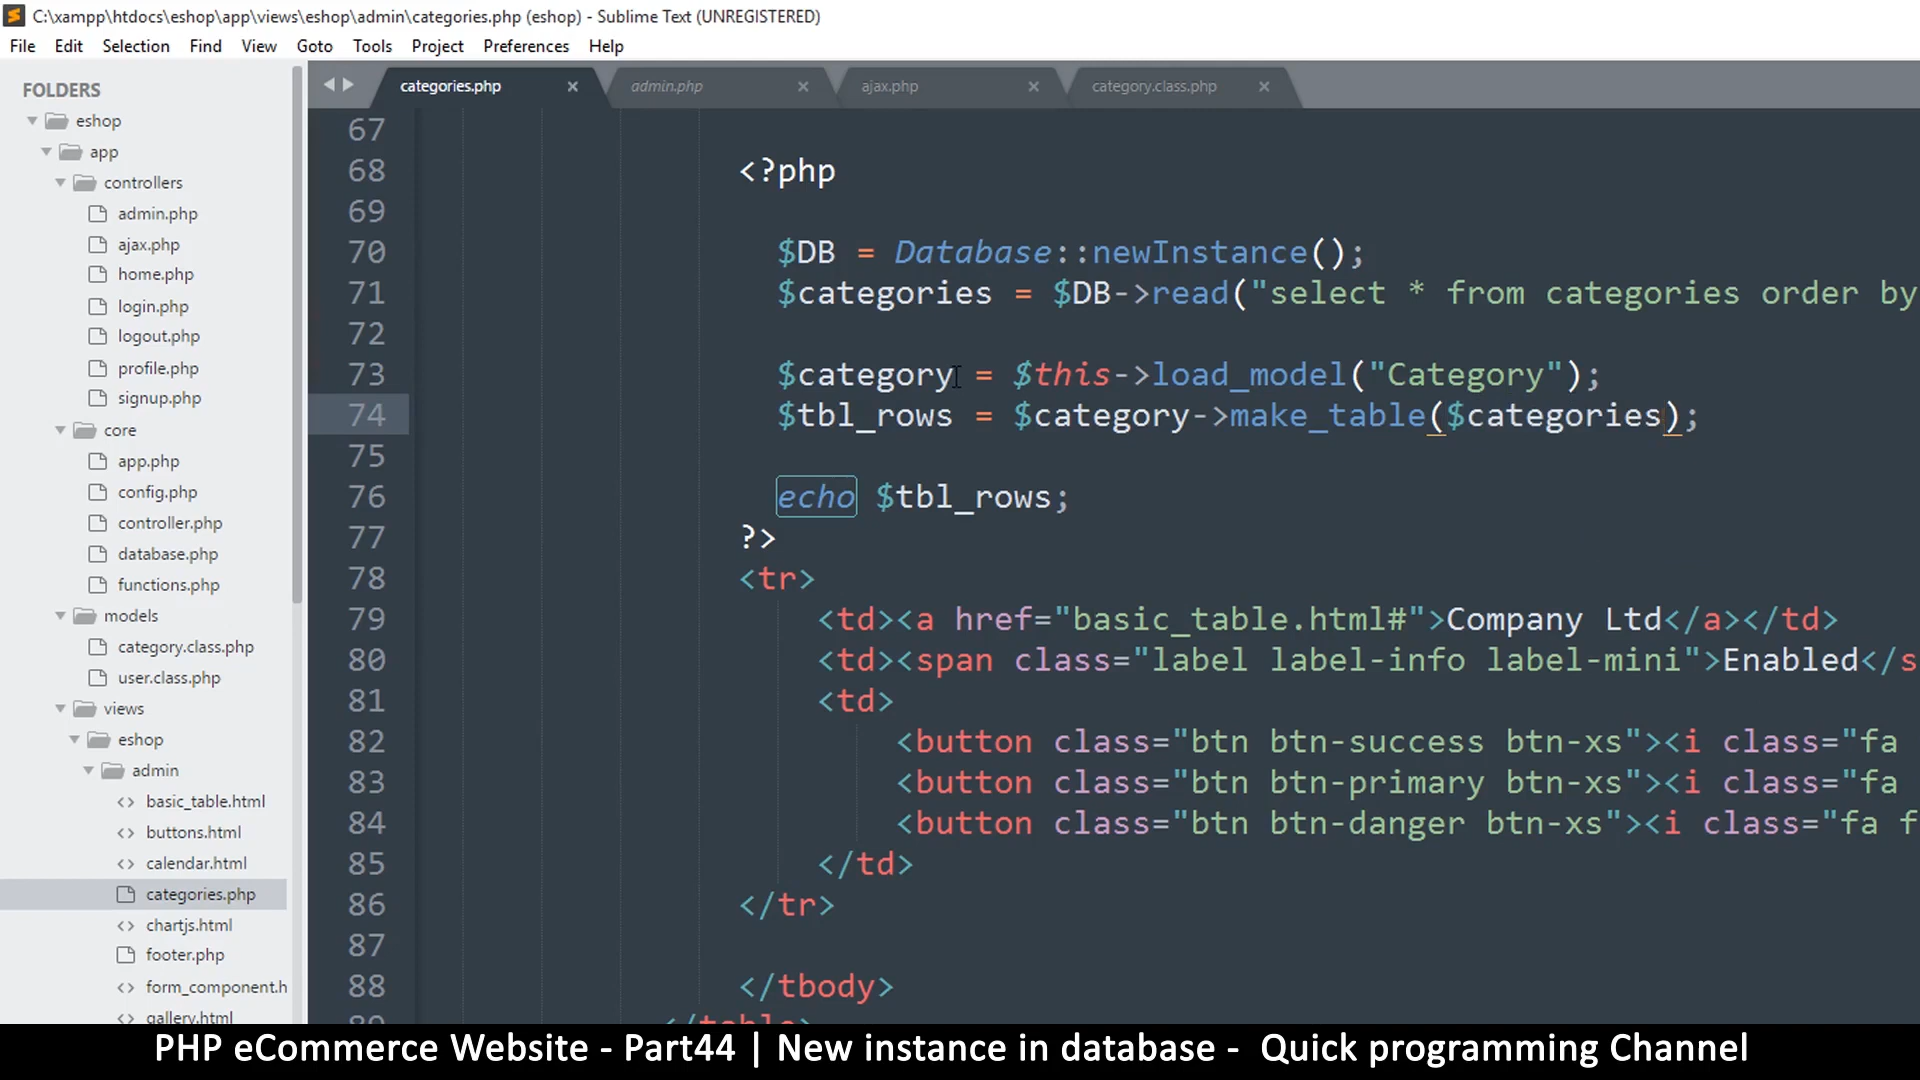 C:\xampp\htdocs\eshop\app\views\eshop\admin\categories.php (eshop) - Sublime Text (UNREGISTERED)
File Edit Selection Find View Goto Tools Project Preferences Help
FOLDERS
eshop
app
controllers
admin.php
ajax.php
home.php
login.php
logout.php
profile.php
signup.php
core
app.php
config.php
controller.php
database.php
functions.php
models
category.class.php
user.class.php
views
eshop
admin
basic_table.html
buttons.html
calendar.html
categories.php
chartjs.html
footer.php
form_component.h
gallery.html
categories.php × admin.php × ajax.php × category.class.php ×
67
68 <?php
69
70 $DB = Database::newInstance();
71 $categories = $DB->read("select * from categories order by
72
73 $category = $this->load_model("Category");
74 $tbl_rows = $category->make_table($categories);
75
76 echo $tbl_rows;
77 ?>
78 <tr>
79 <td><a href="basic_table.html#">Company Ltd</a></td>
80 <td><span class="label label-info label-mini">Enabled</s
81 <td>
82 <button class="btn btn-success btn-xs"><i class="fa
83 <button class="btn btn-primary btn-xs"><i class="fa
84 <button class="btn btn-danger btn-xs"><i class="fa f
85 </td>
86 </tr>
87
88 </tbody>
89 </table>
PHP eCommerce Website - Part44 | New instance in database - Quick programming Channel